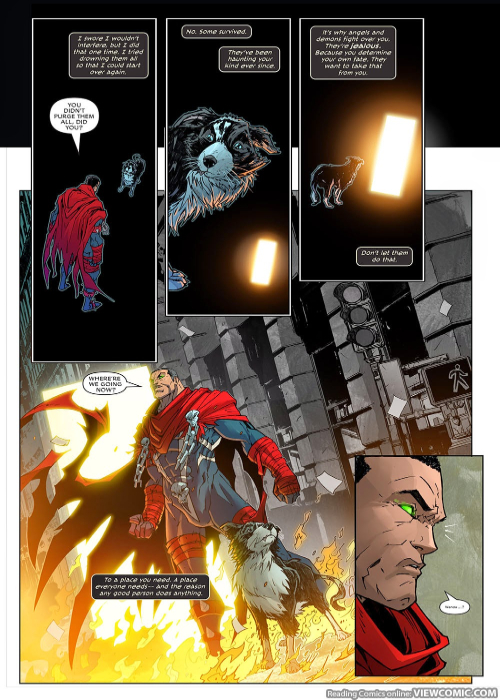 I swore I wouldn't
interfere, but I did
that one time. I tried
drowning them all
so that I could start
over again.
YOU
DIDN'T
PURGE THEM
ALL, DID
YOU?
No. Some survived.
They've been
haunting your
kind ever since.
It's why angels and
demons fight over you.
They're jealous.
Because you determine
your own fate. They
want to take that
from you.
Don't let them
do that.
WHERE'RE
WE GOING
NOW?
To a place you need. A place
everyone needs-- And the reason
any good person does anything.
Reading Comics online: VIEWCOMIC.COM